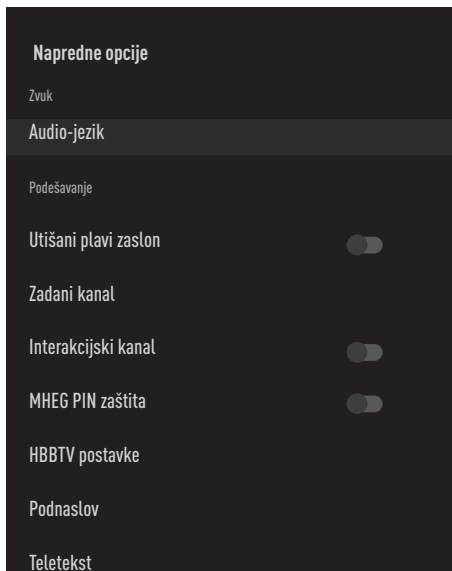 Napredne opcije
Zvuk
Audio-jezik
Podešavanje
Utišani plavi zaslon
Zadani kanal
Interakcijski kanal
MHEG PIN zaštita
HBBTV postavke
Podnaslov
Teletekst